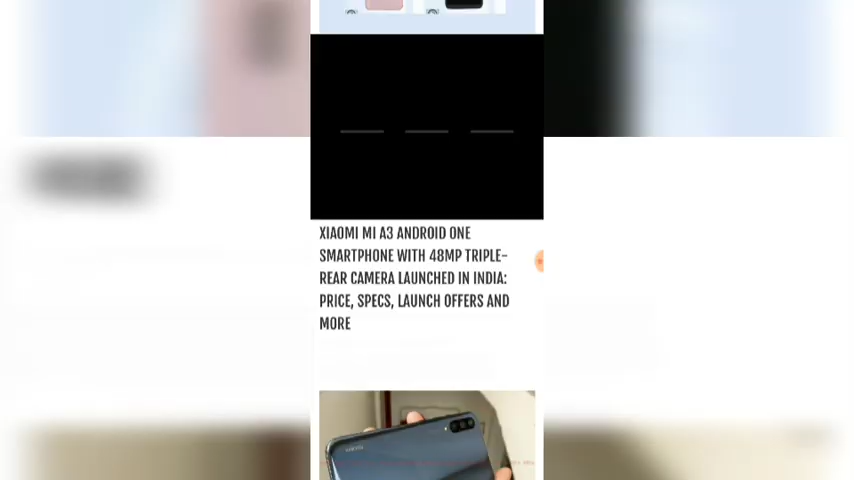 XIAOMI MI A3 ANDROID ONE
SMARTPHONE WITH 48MP TRIPLE-
REAR CAMERA LAUNCHED IN INDIA:
PRICE, SPECS, LAUNCH OFFERS AND
MORE